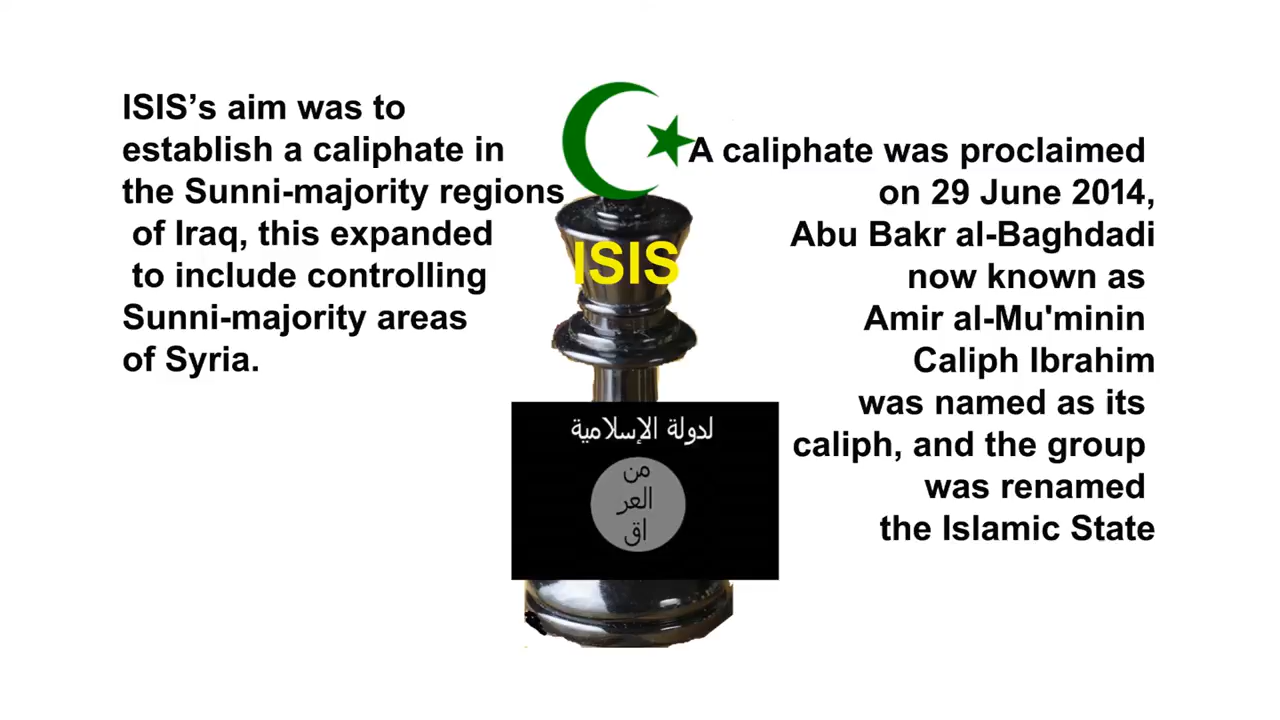 ISIS’s aim was to
establish a caliphate in
the Sunni-majority regions
of Iraq, this expanded
to include controlling
Sunni-majority areas
of Syria.
A caliphate was proclaimed
on 29 June 2014,
Abu Bakr al-Baghdadi
now known as
Amir al-Mu'minin
Caliph Ibrahim
was named as its
caliph, and the group
was renamed
the Islamic State
ISIS
لدولة الإسلامية
من
العر
اق